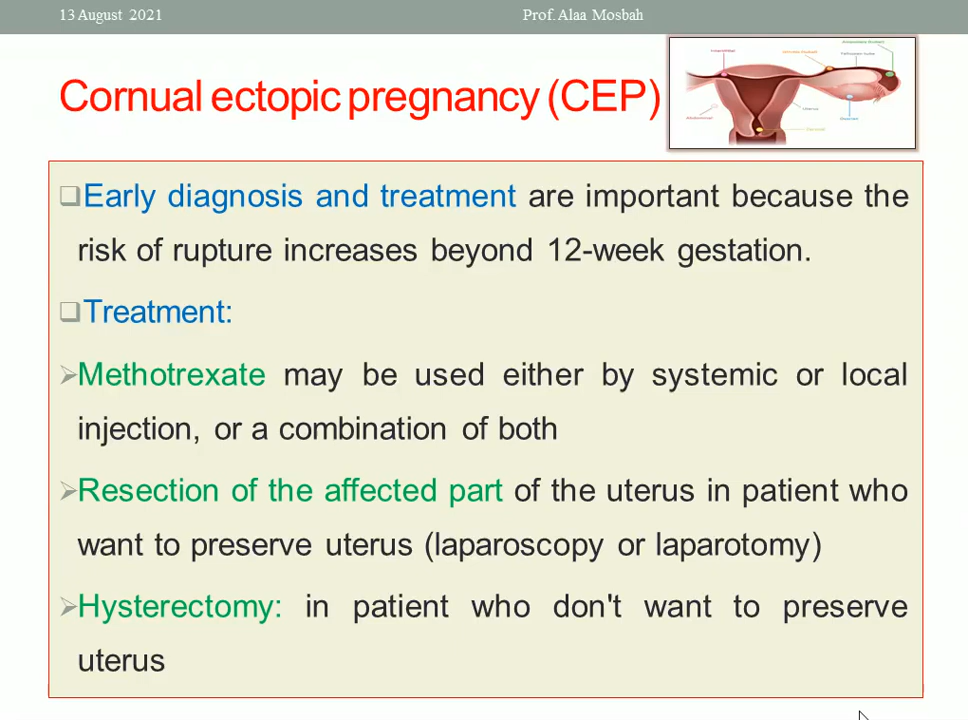 13 August 2021 Prof. Alaa Mosbah
Cornual ectopic pregnancy (CEP)
Uterus
Early diagnosis and treatment are important because the
risk of rupture increases beyond 12-week gestation.
Treatment:
Methotrexate may be used either by systemic or local
injection, or a combination of both
Resection of the affected part of the uterus in patient who
want to preserve uterus (laparoscopy or laparotomy)
Hysterectomy: in patient who don't want to preserve
uterus